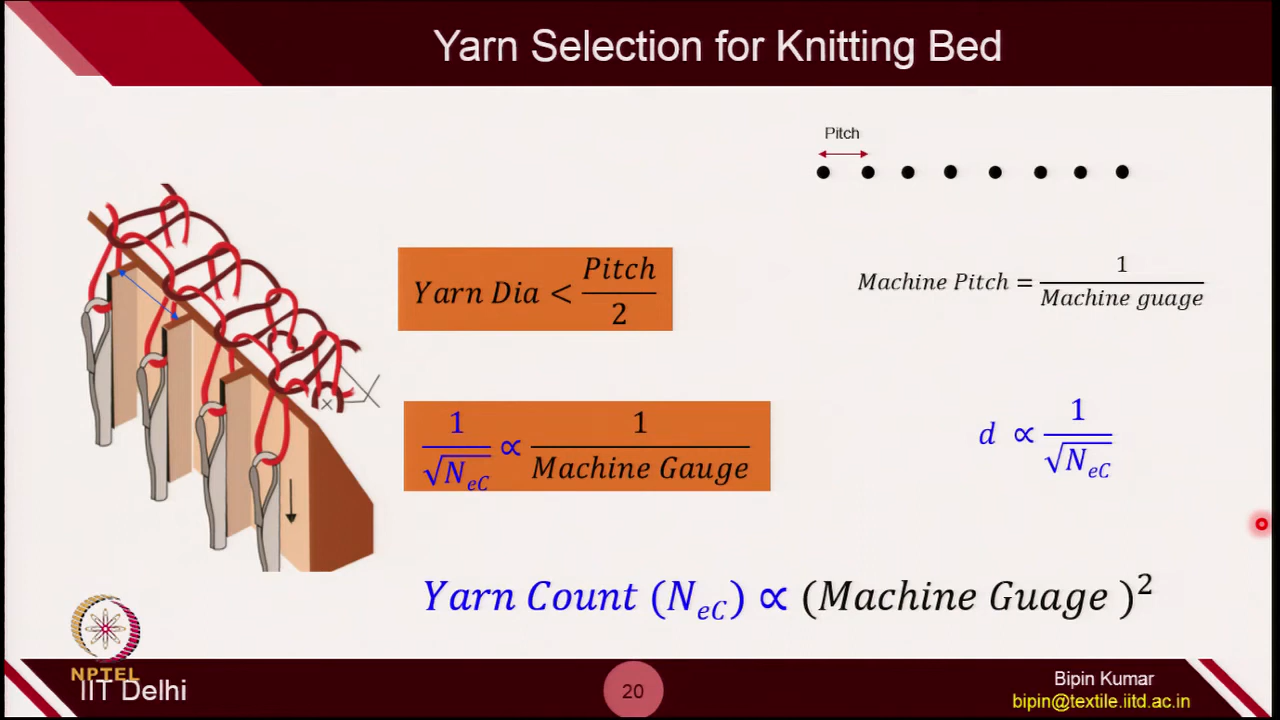 Yarn Selection for Knitting Bed
Pitch
Yarn Dia < Pitch/2
Machine Pitch = 1/Machine guage
1/√N_eC ∝ 1/Machine Gauge
d ∝ 1/√N_eC
Yarn Count (N_eC) ∝ (Machine Guage )²
NPTEL
IIT Delhi
20
Bipin Kumar
bipin@textile.iitd.ac.in